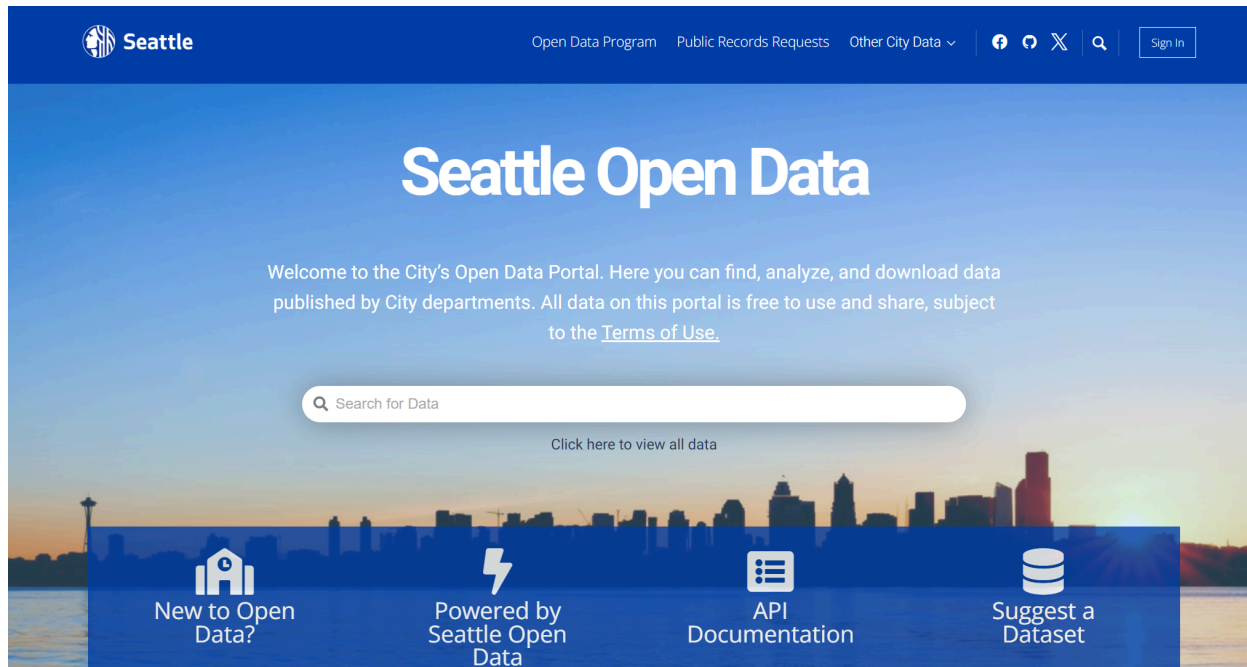 Seattle
Open Data Program
Public Records Requests
Other City Data
Sign In
Seattle Open Data
Welcome to the City’s Open Data Portal. Here you can find, analyze, and download data
published by City departments. All data on this portal is free to use and share, subject
to the Terms of Use.
Search for Data
Click here to view all data
New to Open
Data?
Powered by
Seattle Open
Data
API
Documentation
Suggest a
Dataset